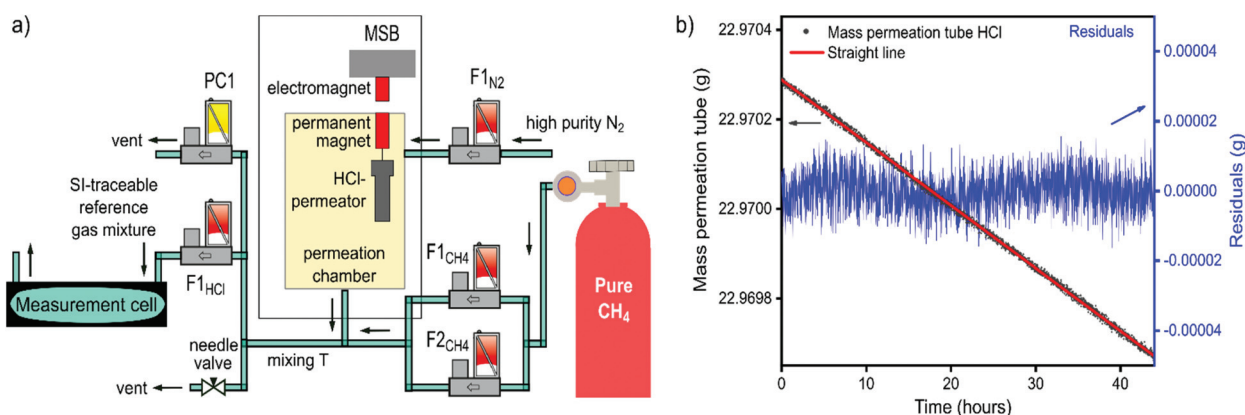 a)
MSB
electromagnet
PC1
F1N2
high purity N2
vent
permanent
magnet
HCl-
permeator
SI-traceable
reference
gas mixture
F1HCl
permeation
chamber
F1CH4
Measurement cell
Pure
CH4
needle
valve
mixing T
F2CH4
vent
b)
22.9704
22.9702
22.9700
22.9698
Mass permeation tube (g)
Mass permeation tube HCl
Straight line
Residuals
0.00004
0.00002
0.00000
-0.00002
-0.00004
Residuals (g)
0
10
20
30
40
Time (hours)